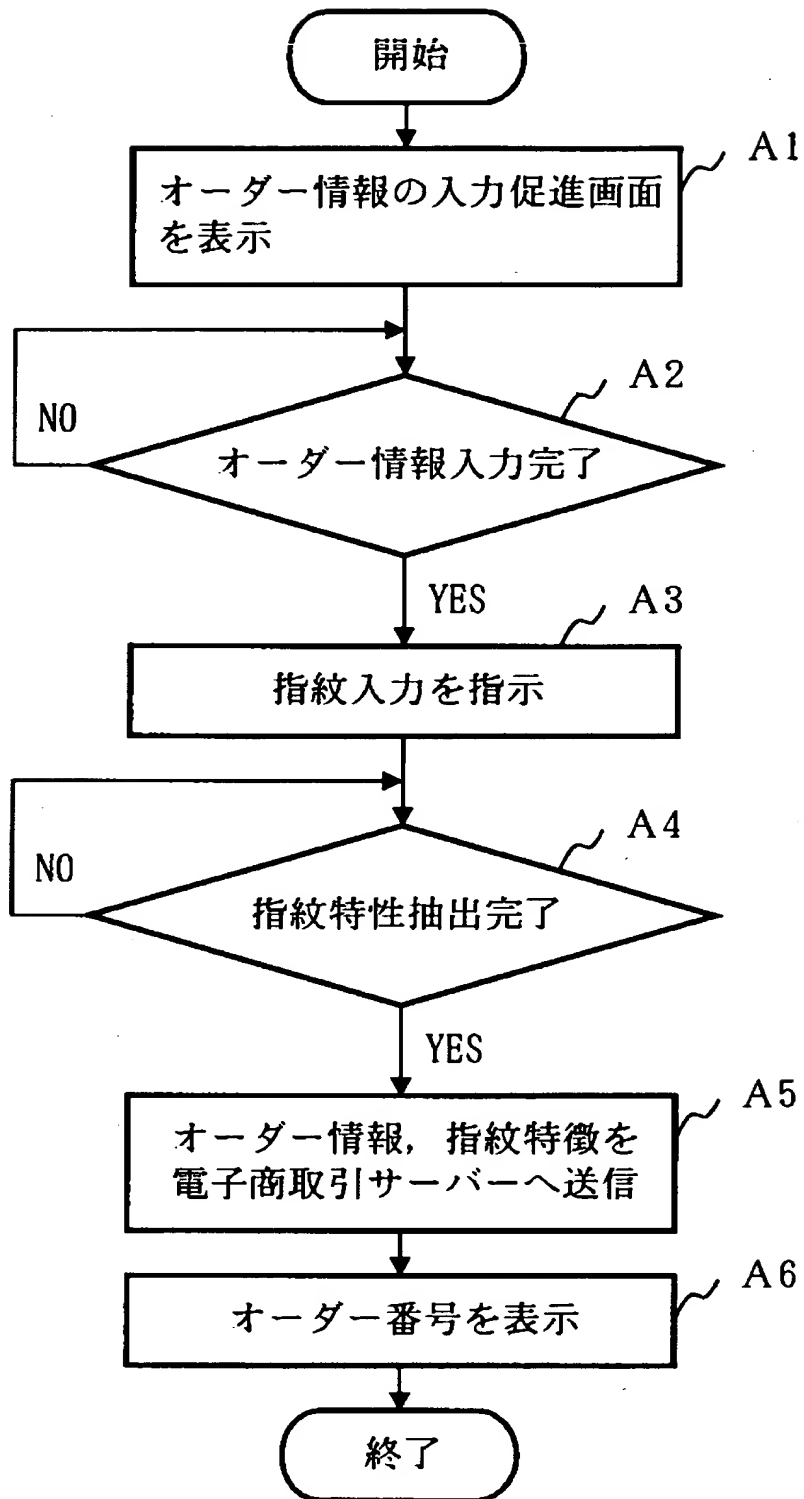 開始
A1
オーダー情報の入力促進画面
を表示
A2
NO
オーダー情報入力完了
YES
A3
指紋入力を指示
A4
NO
指紋特性抽出完了
YES
A5
オーダー情報，指紋特徴を
電子商取引サーバーへ送信
A6
オーダー番号を表示
終了